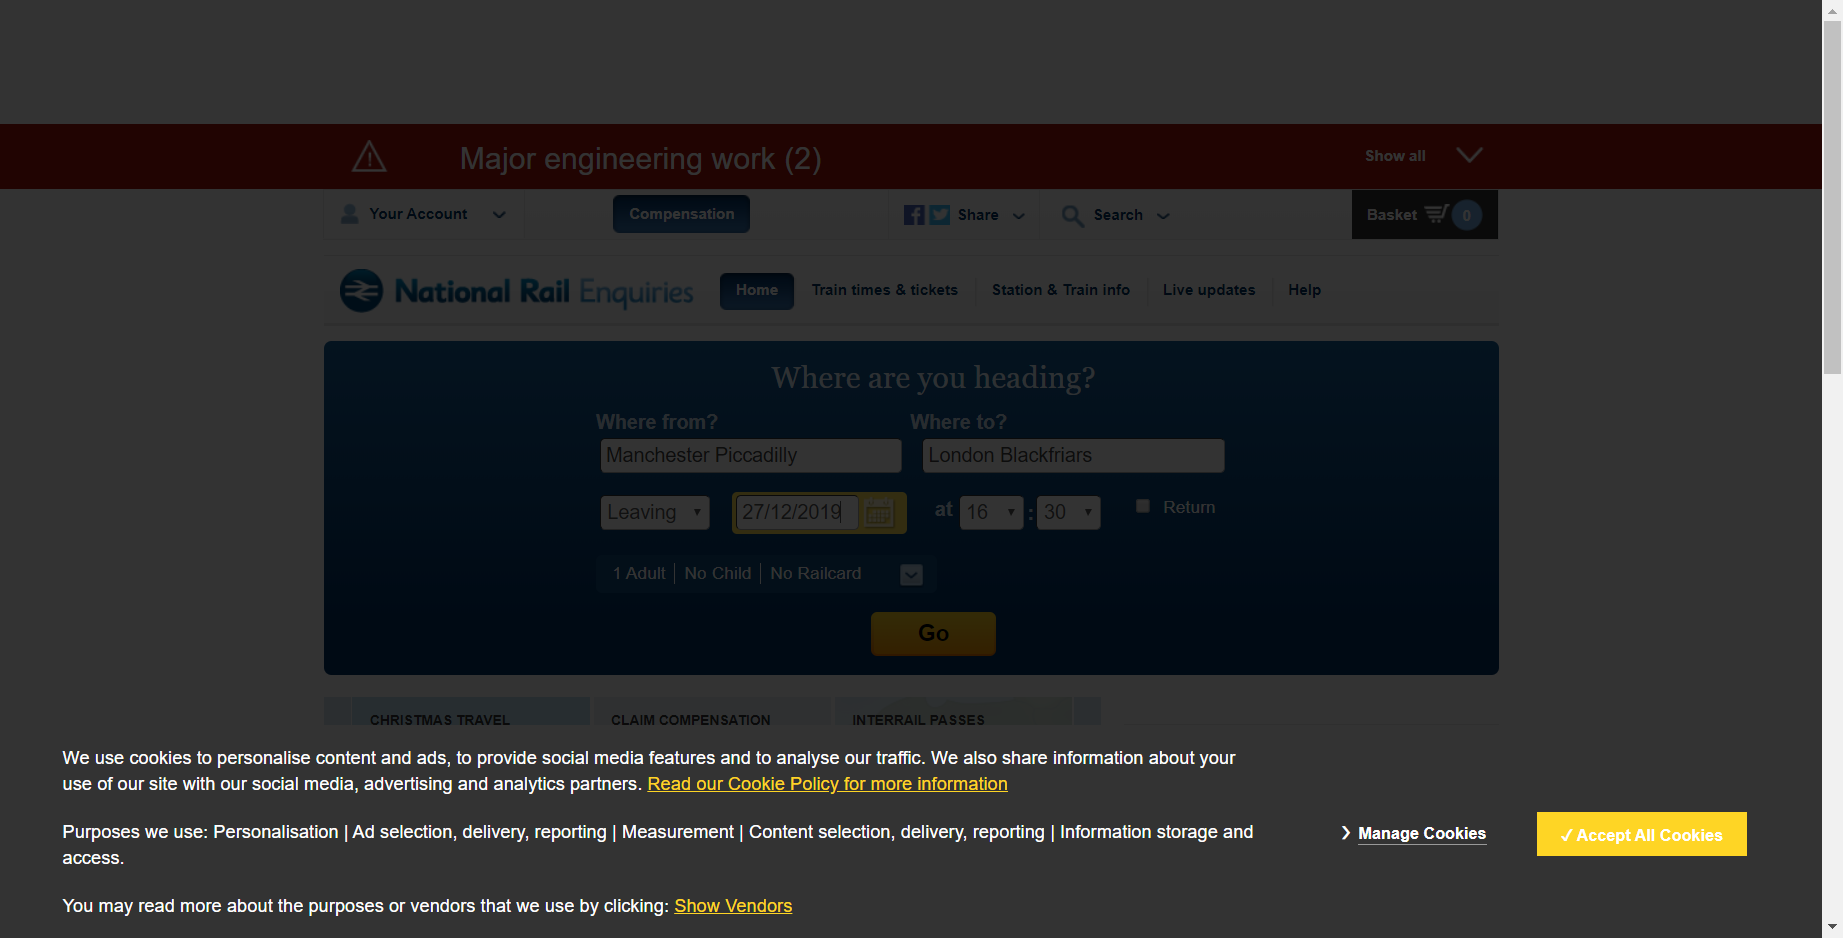 Major engineering work (2)
Show all
Your Account
Compensation
Share
Search
Basket 0
National Rail Enquiries
Home
Train times & tickets
Station & Train info
Live updates
Help
Where are you heading?
Where from?
Where to?
Manchester Piccadilly
London Blackfriars
Leaving
27/12/2019
at 16 : 30
Return
1 Adult | No Child | No Railcard
Go
CHRISTMAS TRAVEL
CLAIM COMPENSATION
INTERRAIL PASSES
We use cookies to personalise content and ads, to provide social media features and to analyse our traffic. We also share information about your
use of our site with our social media, advertising and analytics partners. Read our Cookie Policy for more information
Purposes we use: Personalisation | Ad selection, delivery, reporting | Measurement | Content selection, delivery, reporting | Information storage and
access.
Manage Cookies
✓ Accept All Cookies
You may read more about the purposes or vendors that we use by clicking: Show Vendors